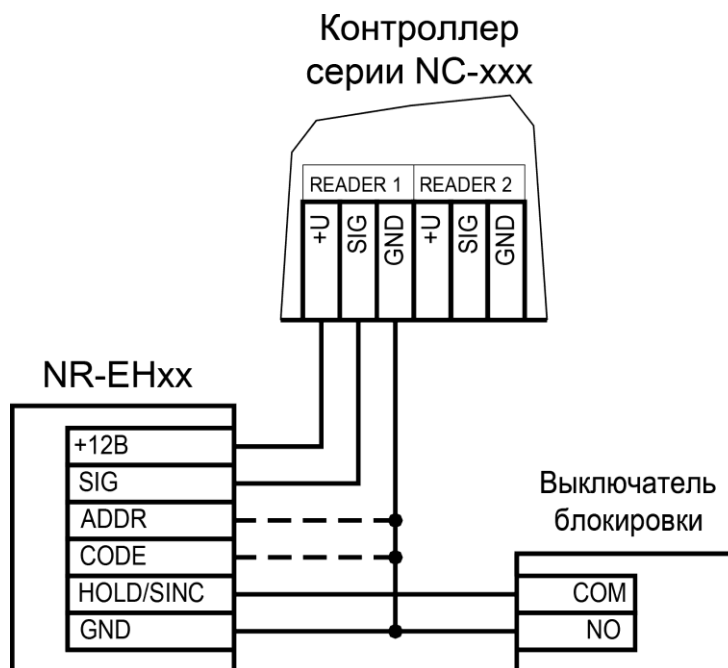 Контроллер
серии NC-xxx
READER 1 READER 2
+U SIG GND +U SIG GND
NR-EHxx
+12В
SIG
ADDR
CODE
HOLD/SINC
GND
Выключатель
блокировки
COM
NO